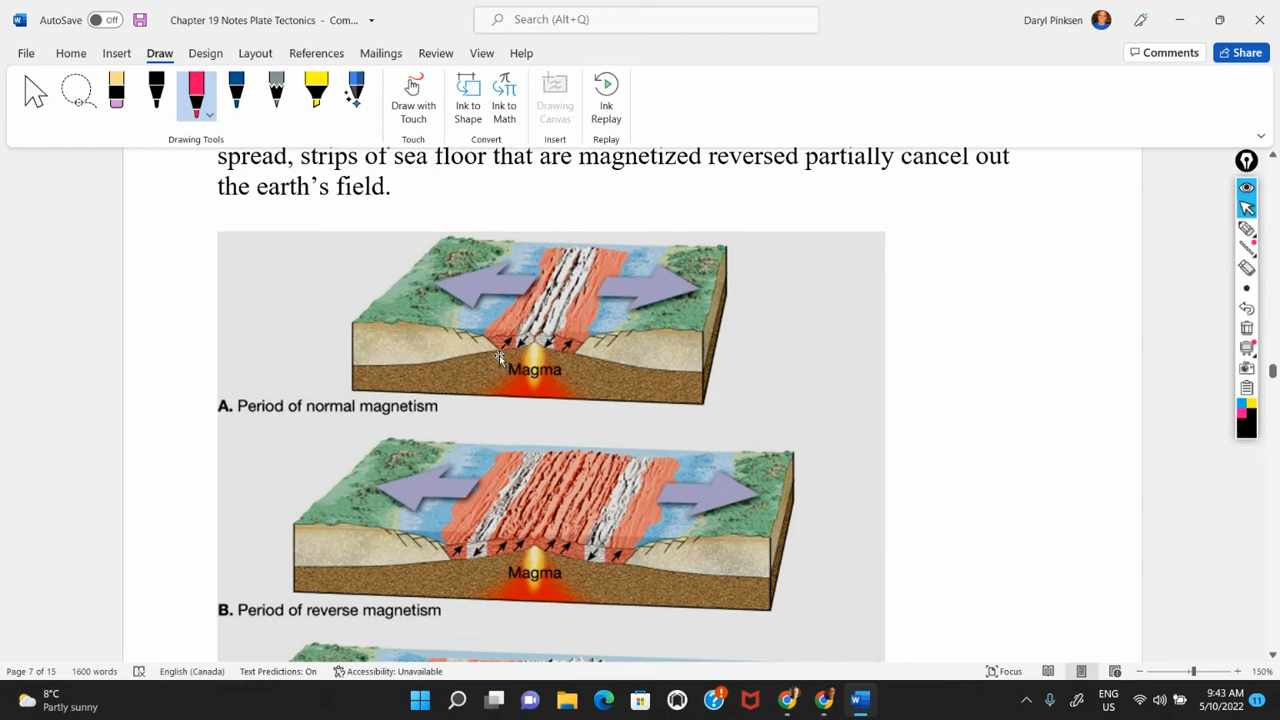 AutoSave Off Chapter 19 Notes Plate Tectonics - Com... Search (Alt+Q) Daryl Pinksen
File Home Insert Draw Design Layout References Mailings Review View Help Comments Share
Draw with Touch
Ink to Shape
Ink to Math
Drawing Canvas
Ink Replay
Drawing Tools Touch Convert Insert Replay
spread, strips of sea floor that are magnetized reversed partially cancel out
the earth's field.
Magma
A. Period of normal magnetism
Magma
B. Period of reverse magnetism
Page 7 of 15 1600 words English (Canada) Text Predictions: On Accessibility: Unavailable Focus 150%
8°C
Partly sunny
ENG
US
9:43 AM
5/10/2022